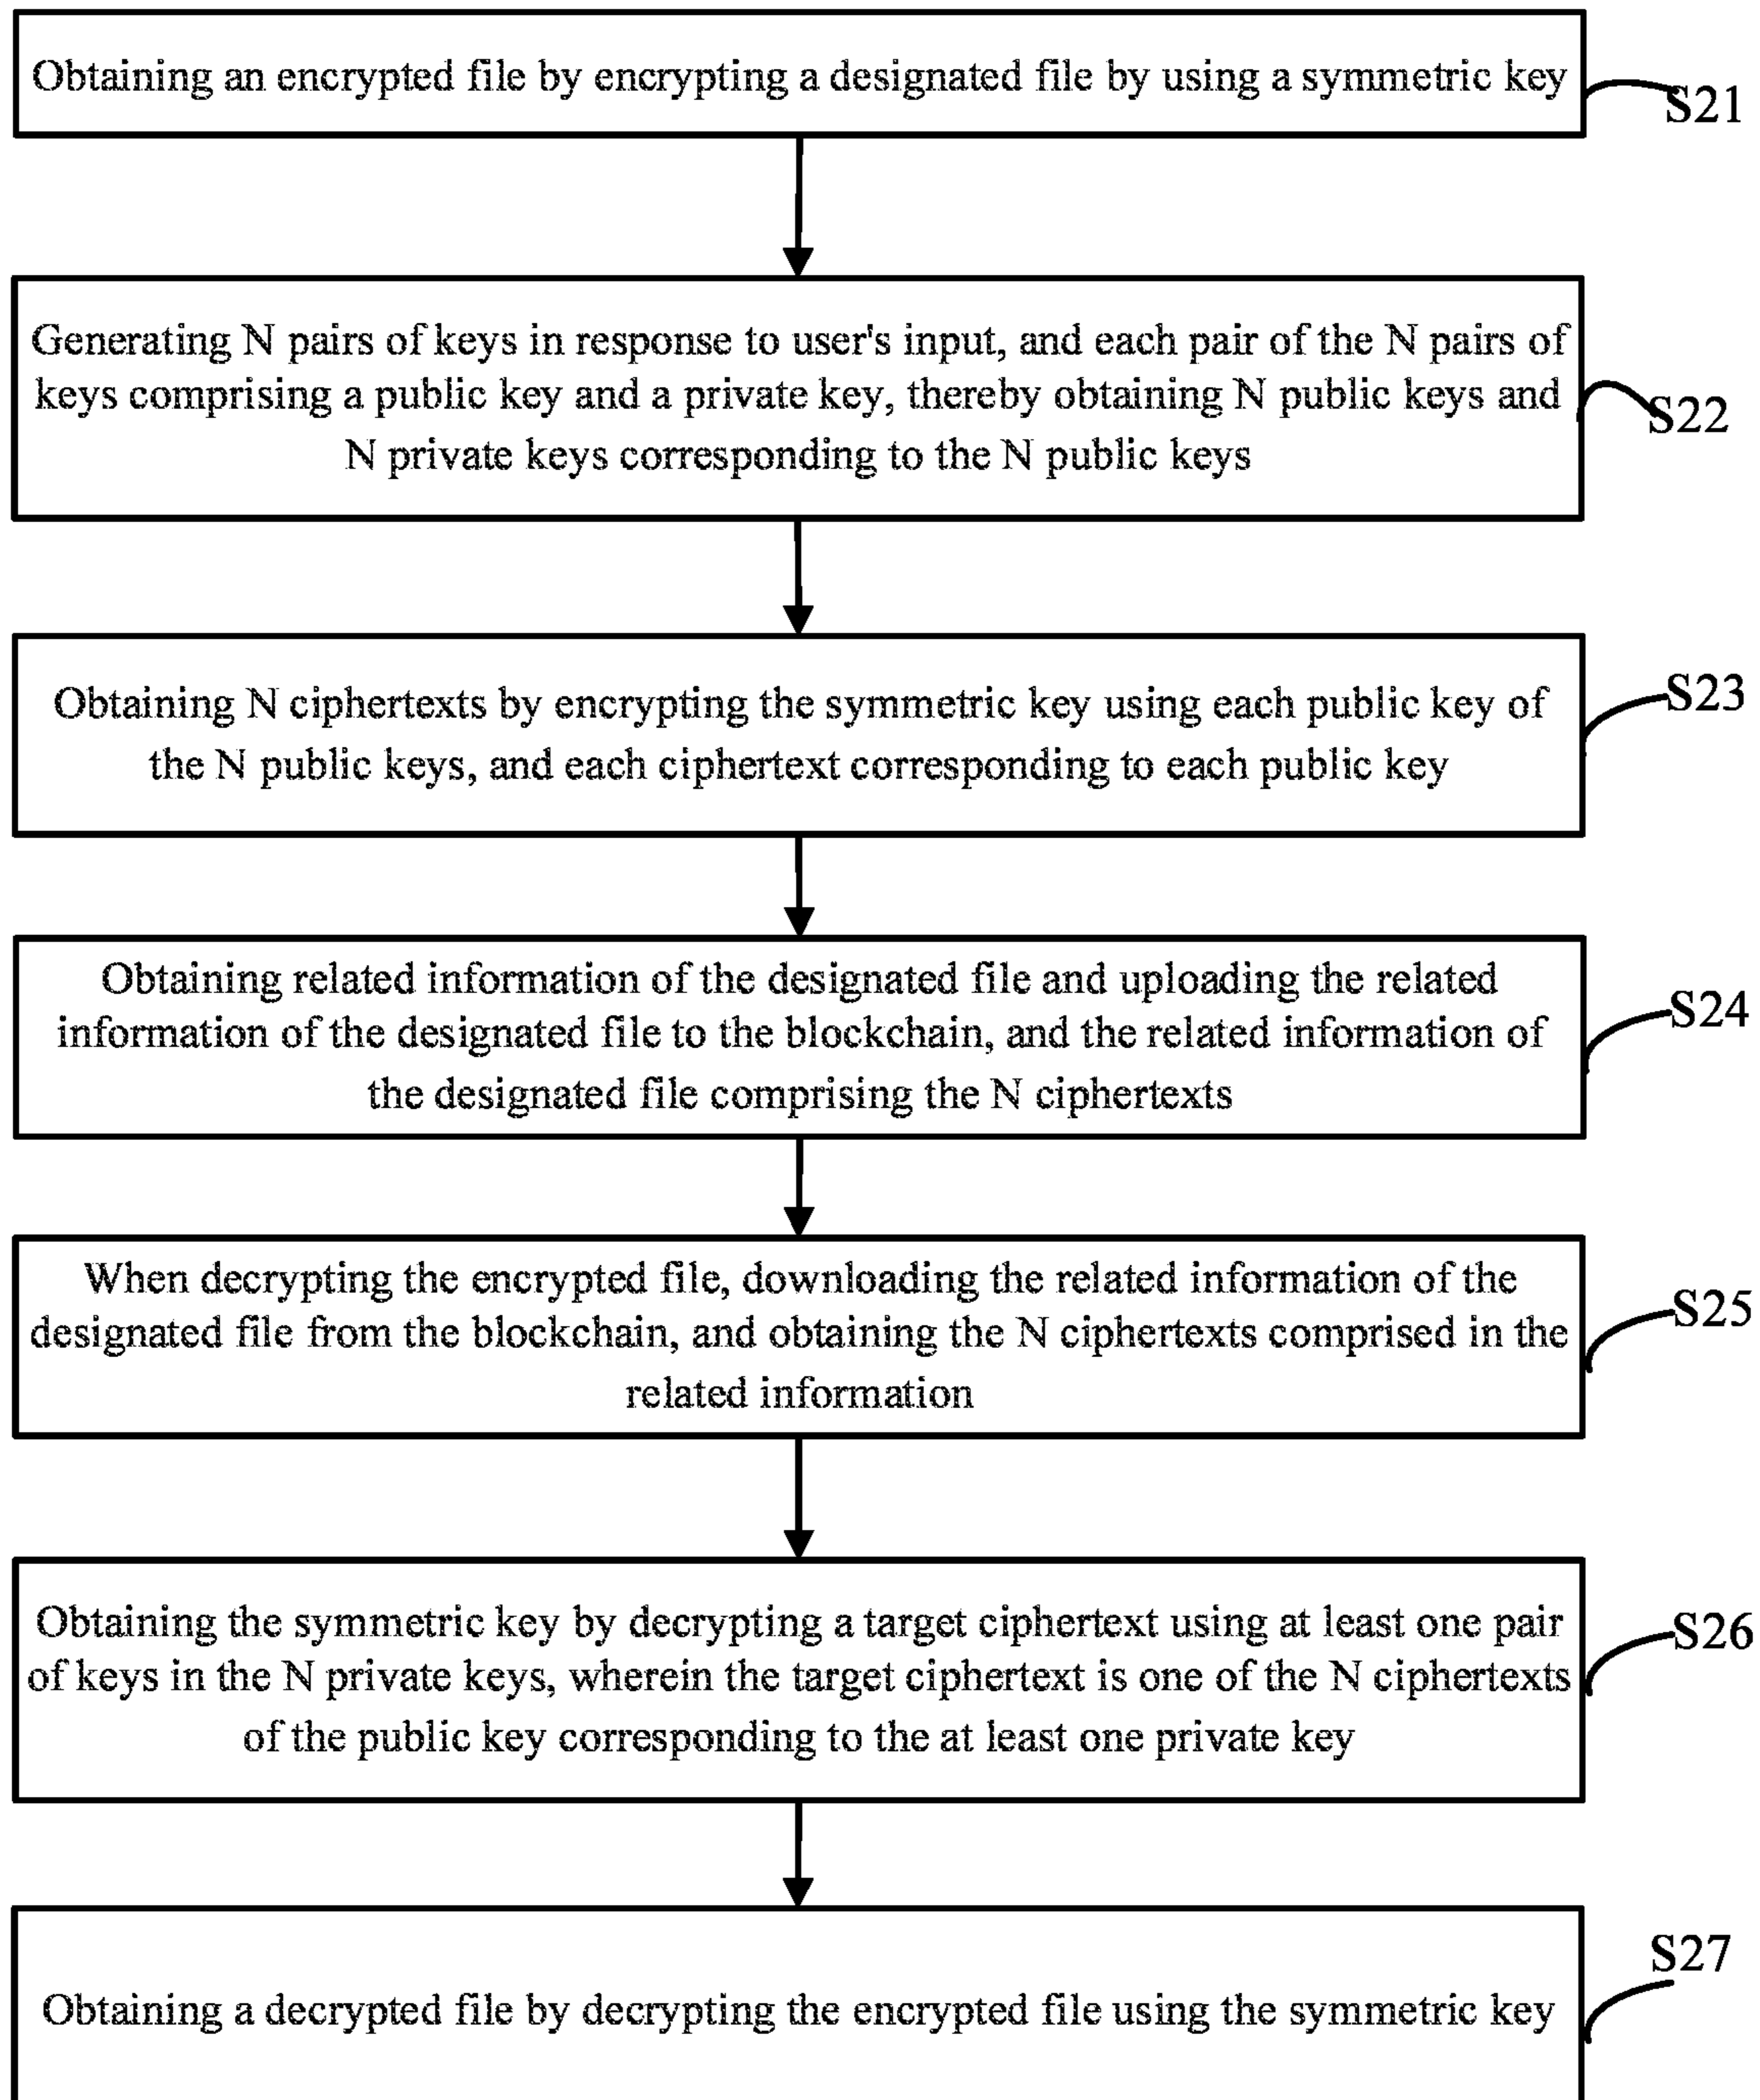 Obtaining an encrypted file by encrypting a designated file by using a symmetric key
S21
Generating N pairs of keys in response to user's input, and each pair of the N pairs of
keys comprising a public key and a private key, thereby obtaining N public keys and
N private keys corresponding to the N public keys
S22
Obtaining N ciphertexts by encrypting the symmetric key using each public key of
the N public keys, and each ciphertext corresponding to each public key
S23
Obtaining related information of the designated file and uploading the related
information of the designated file to the blockchain, and the related information of
the designated file comprising the N ciphertexts
S24
When decrypting the encrypted file, downloading the related information of the
designated file from the blockchain, and obtaining the N ciphertexts comprised in the
related information
S25
Obtaining the symmetric key by decrypting a target ciphertext using at least one pair
of keys in the N private keys, wherein the target ciphertext is one of the N ciphertexts
of the public key corresponding to the at least one private key
S26
Obtaining a decrypted file by decrypting the encrypted file using the symmetric key
S27